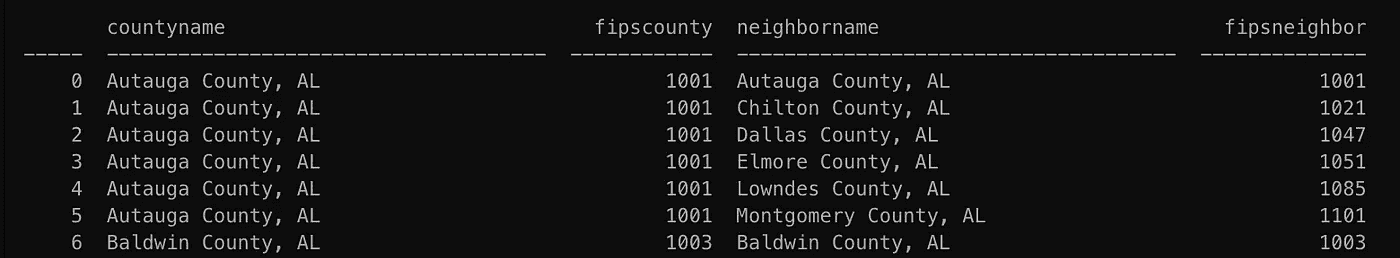 countyname fipscounty neighborname fipsneighbor
0 Autauga County, AL 1001 Autauga County, AL 1001
1 Autauga County, AL 1001 Chilton County, AL 1021
2 Autauga County, AL 1001 Dallas County, AL 1047
3 Autauga County, AL 1001 Elmore County, AL 1051
4 Autauga County, AL 1001 Lowndes County, AL 1085
5 Autauga County, AL 1001 Montgomery County, AL 1101
6 Baldwin County, AL 1003 Baldwin County, AL 1003